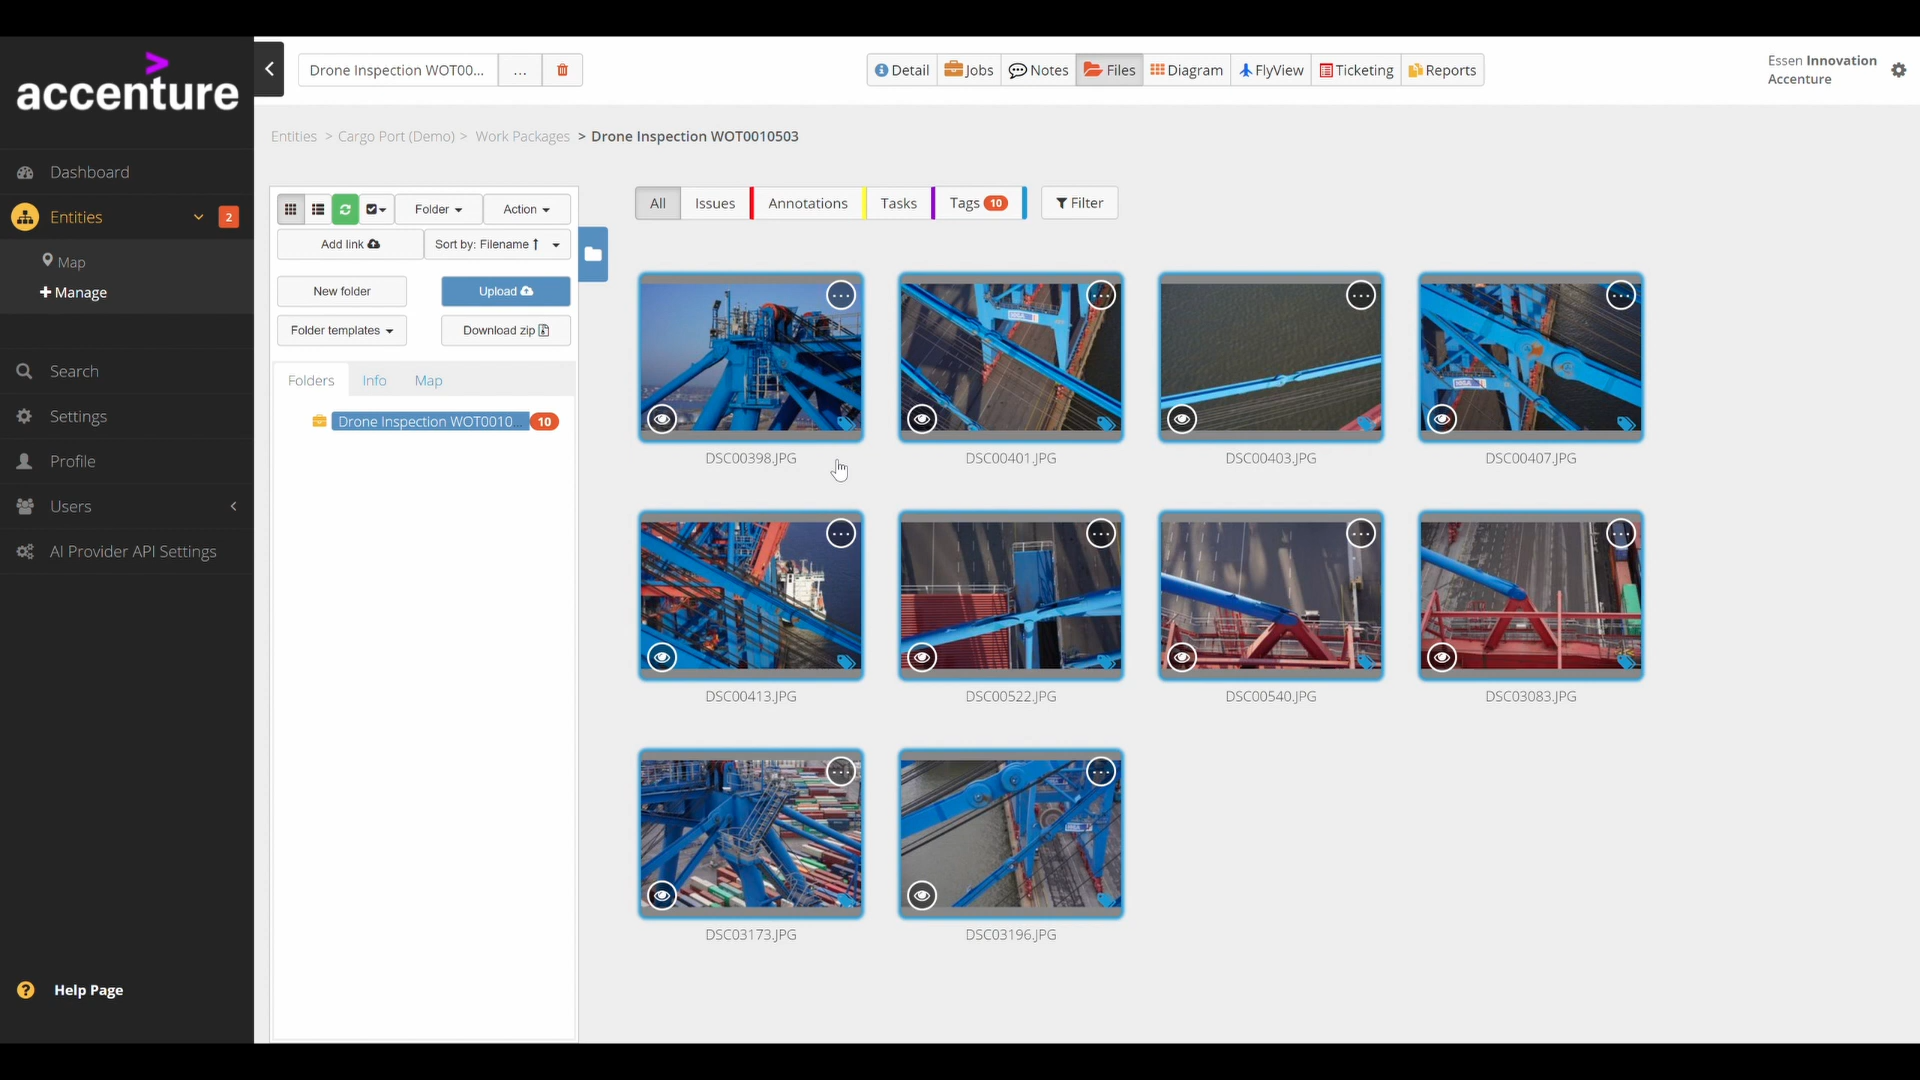 accenture
Drone Inspection WOT00...
...
Detail
Jobs
Notes
Files
Diagram
FlyView
Ticketing
Reports
Essen Innovation
Accenture
Entities > Cargo Port (Demo) > Work Packages > Drone Inspection WOT0010503
Dashboard
Entities
2
Map
Manage
Search
Settings
Profile
Users
AI Provider API Settings
Help Page
Folder
Action
Add link
Sort by: Filename
New folder
Upload
Folder templates
Download zip
Folders
Info
Map
Drone Inspection WOT0010...
10
All
Issues
Annotations
Tasks
Tags 10
Filter
DSC00398.JPG
DSC00401.JPG
DSC00403.JPG
DSC00407.JPG
DSC00413.JPG
DSC00522.JPG
DSC00540.JPG
DSC03083.JPG
DSC03173.JPG
DSC03196.JPG